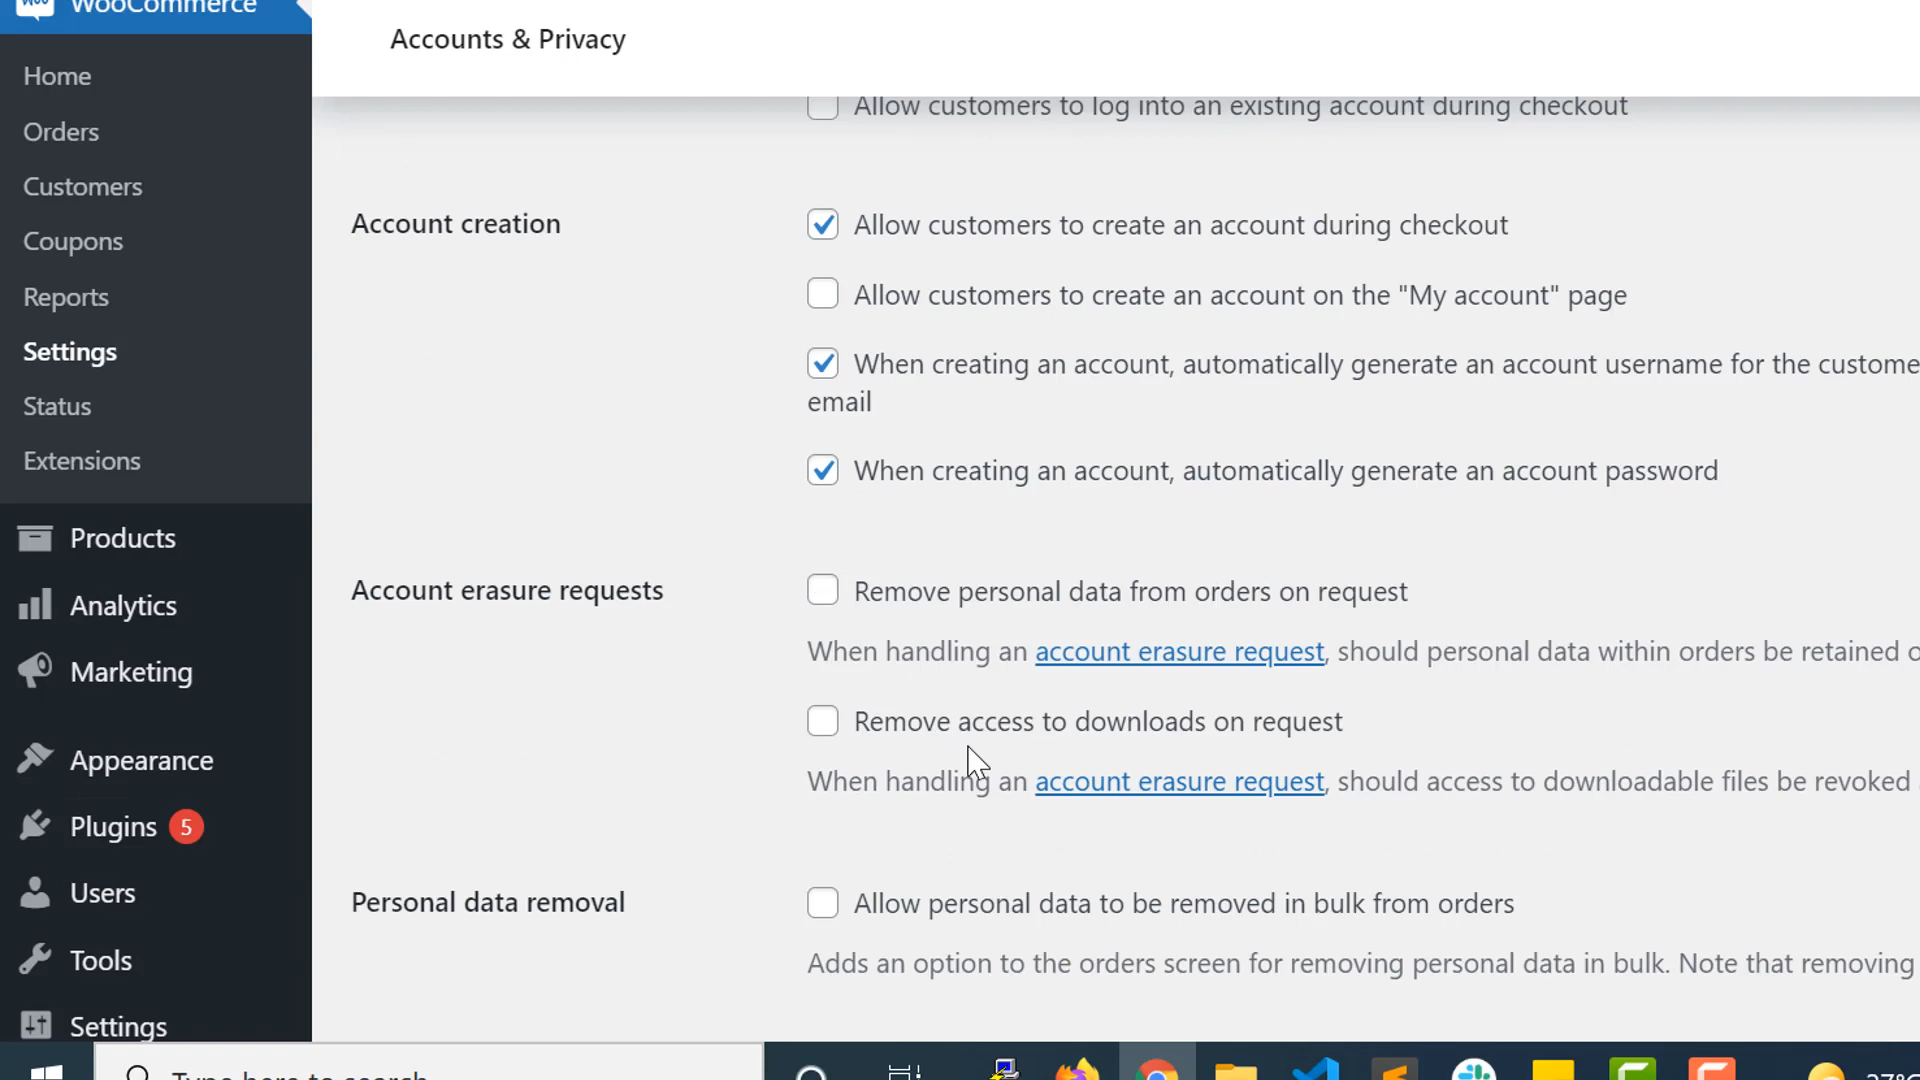 WooCommerce
Accounts & Privacy
Home
Orders
Customers
Coupons
Reports
Settings
Status
Extensions
Products
Analytics
Marketing
Appearance
Plugins 5
Users
Tools
Settings
Allow customers to log into an existing account during checkout
Account creation
Allow customers to create an account during checkout
Allow customers to create an account on the "My account" page
When creating an account, automatically generate an account username for the custome
email
When creating an account, automatically generate an account password
Account erasure requests
Remove personal data from orders on request
When handling an account erasure request, should personal data within orders be retained o
Remove access to downloads on request
When handling an account erasure request, should access to downloadable files be revoked
Personal data removal
Allow personal data to be removed in bulk from orders
Adds an option to the orders screen for removing personal data in bulk. Note that removing
Type here to search